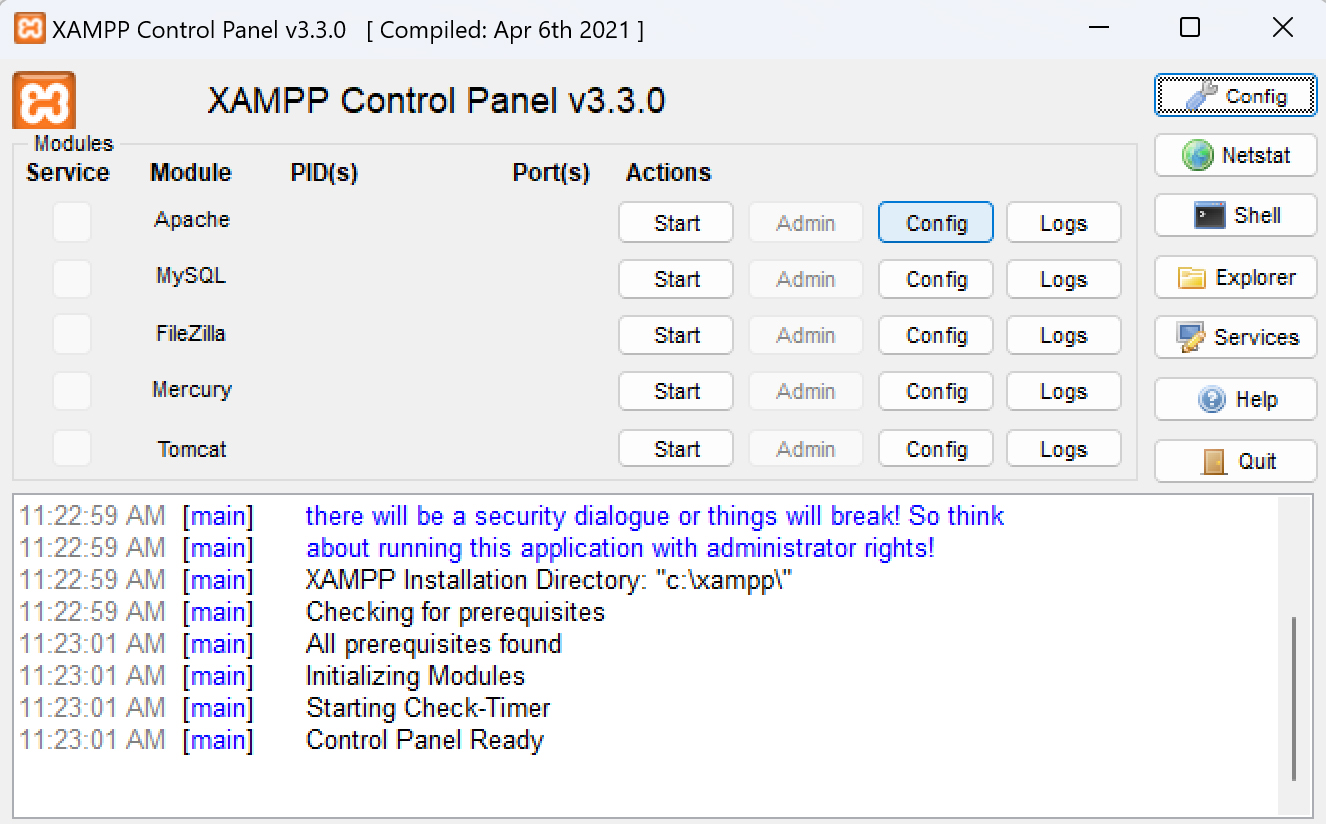 XAMPP Control Panel v3.3.0 [ Compiled: Apr 6th 2021 ]
XAMPP Control Panel v3.3.0
Config
Modules
Service Module PID(s) Port(s) Actions
Netstat
Apache Start Admin Config Logs
Shell
MySQL Start Admin Config Logs
Explorer
FileZilla Start Admin Config Logs
Services
Mercury Start Admin Config Logs
Help
Tomcat Start Admin Config Logs
Quit
11:22:59 AM [main] there will be a security dialogue or things will break! So think
11:22:59 AM [main] about running this application with administrator rights!
11:22:59 AM [main] XAMPP Installation Directory: "c:\xampp\"
11:22:59 AM [main] Checking for prerequisites
11:23:01 AM [main] All prerequisites found
11:23:01 AM [main] Initializing Modules
11:23:01 AM [main] Starting Check-Timer
11:23:01 AM [main] Control Panel Ready